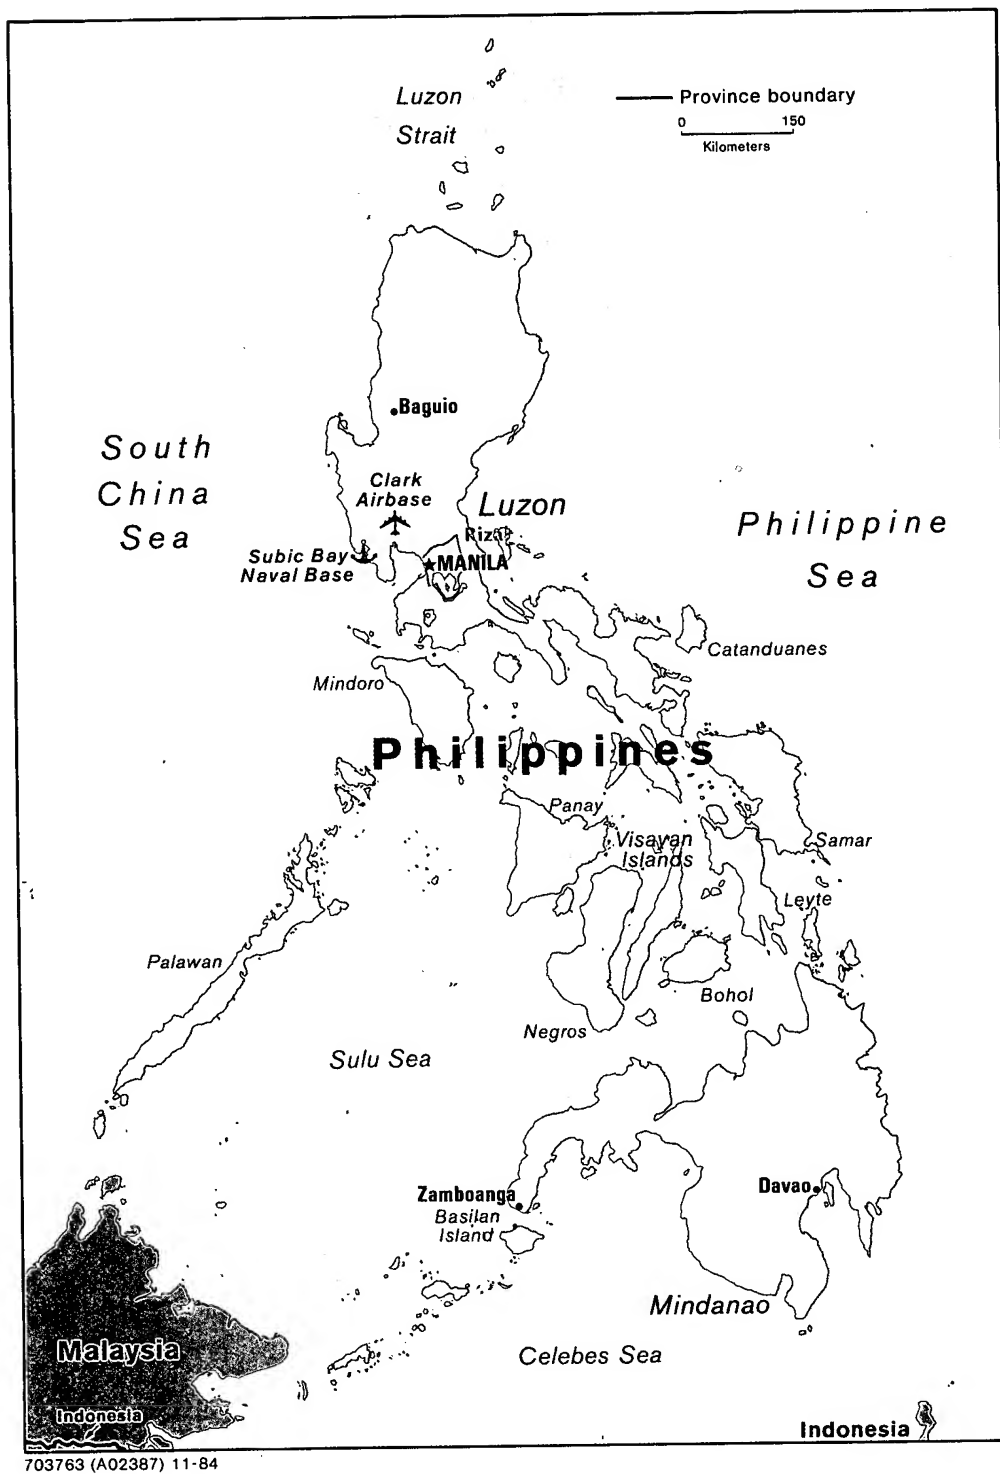 Luzon
Strait
Province boundary
0 150
Kilometers
Baguio
South
China
Sea
Clark
Airbase
Luzon
Rizal
Philippine
Sea
Subic Bay
Naval Base
MANILA
Catanduanes
Mindoro
Philippines
Panay
Visayan
Islands
Samar
Leyte
Palawan
Bohol
Negros
Sulu Sea
Zamboanga
Basilan
Island
Davao
Mindanao
Malaysia
Celebes Sea
Indonesia
Indonesia
703763 (A02387) 11-84